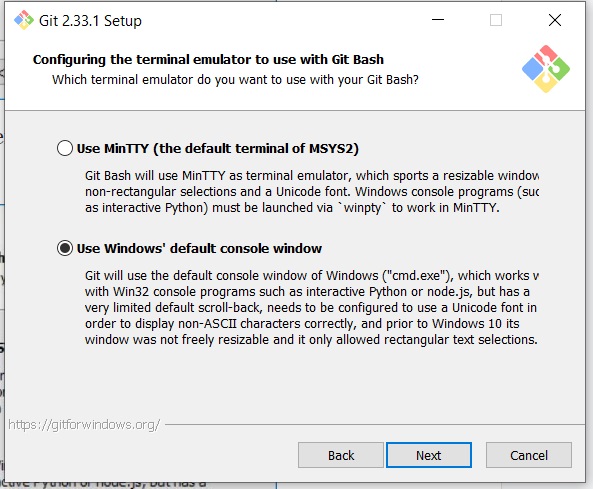 Git 2.33.1 Setup
Configuring the terminal emulator to use with Git Bash
Which terminal emulator do you want to use with your Git Bash?
Use MinTTY (the default terminal of MSYS2)
Git Bash will use MinTTY as terminal emulator, which sports a resizable window
non-rectangular selections and a Unicode font. Windows console programs (suc
as interactive Python) must be launched via `winpty` to work in MinTTY.
Use Windows' default console window
Git will use the default console window of Windows ("cmd.exe"), which works w
with Win32 console programs such as interactive Python or node.js, but has a
very limited default scroll-back, needs to be configured to use a Unicode font in
order to display non-ASCII characters correctly, and prior to Windows 10 its
window was not freely resizable and it only allowed rectangular text selections.
https://gitforwindows.org/
Back
Next
Cancel
ctive Python or node.js, but has a